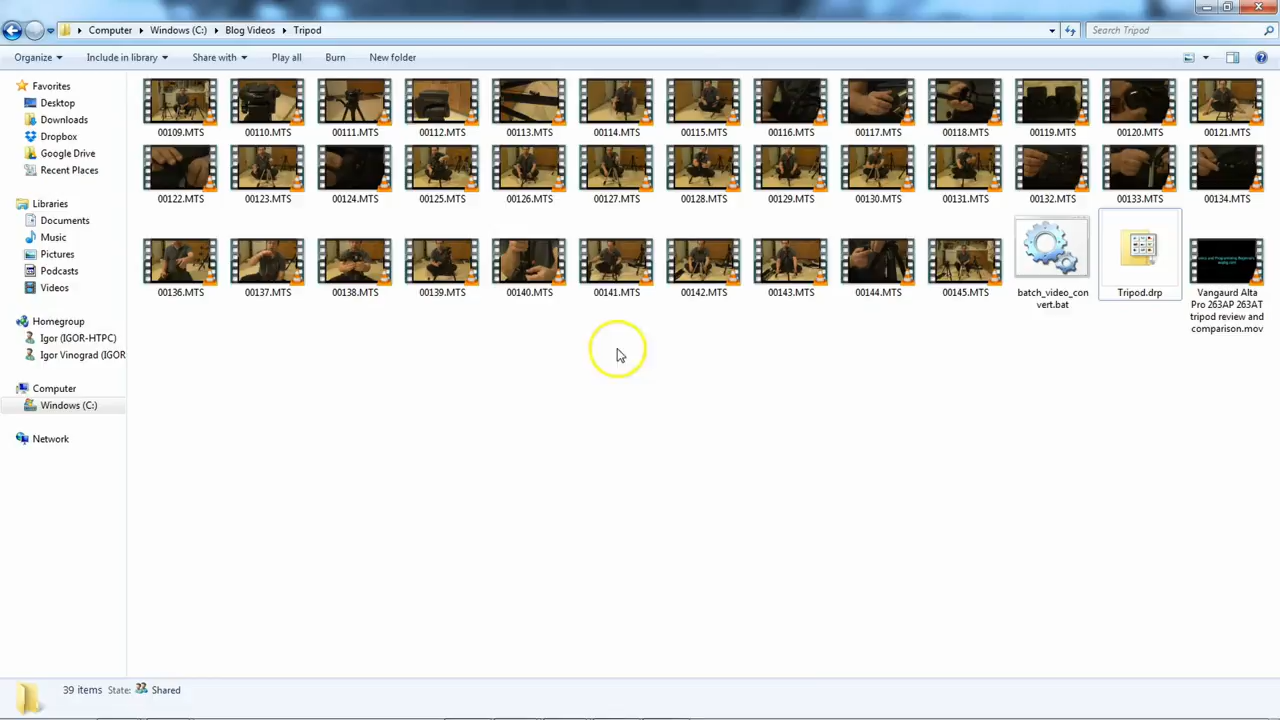 Computer ▸ Windows (C:) ▸ Blog Videos ▸ Tripod
Search Tripod
Organize Include in library Share with Play all Burn New folder
Favorites
Desktop
Downloads
Dropbox
Google Drive
Recent Places
Libraries
Documents
Music
Pictures
Podcasts
Videos
Homegroup
Igor (IGOR-HTPC)
Igor Vinograd (IGOR
Computer
Windows (C:)
Network
00109.MTS 00110.MTS 00111.MTS 00112.MTS 00113.MTS 00114.MTS 00115.MTS 00116.MTS 00117.MTS 00118.MTS 00119.MTS 00120.MTS 00121.MTS
00122.MTS 00123.MTS 00124.MTS 00125.MTS 00126.MTS 00127.MTS 00128.MTS 00129.MTS 00130.MTS 00131.MTS 00132.MTS 00133.MTS 00134.MTS
00136.MTS 00137.MTS 00138.MTS 00139.MTS 00140.MTS 00141.MTS 00142.MTS 00143.MTS 00144.MTS 00145.MTS
batch_video_con
vert.bat
Tripod.drp
Vangaurd Alta
Pro 263AP 263AT
tripod review and
comparison.mov
39 items State: Shared